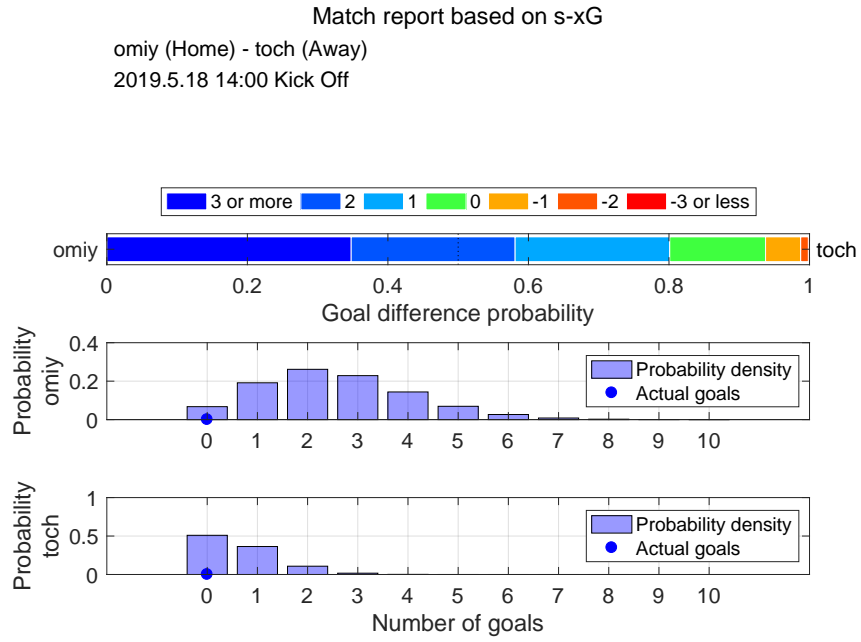 Match report based on s-xG
omiy (Home) - toch (Away)
2019.5.18 14:00 Kick Off
3 or more 2 1 0 -1 -2 -3 or less
omiy toch
0 0.2 0.4 0.6 0.8 1
Goal difference probability
Probability
omiy
0.4
0.2
0
Probability density
Actual goals
0 1 2 3 4 5 6 7 8 9 10
Probability
toch
1
0.5
0
Probability density
Actual goals
0 1 2 3 4 5 6 7 8 9 10
Number of goals